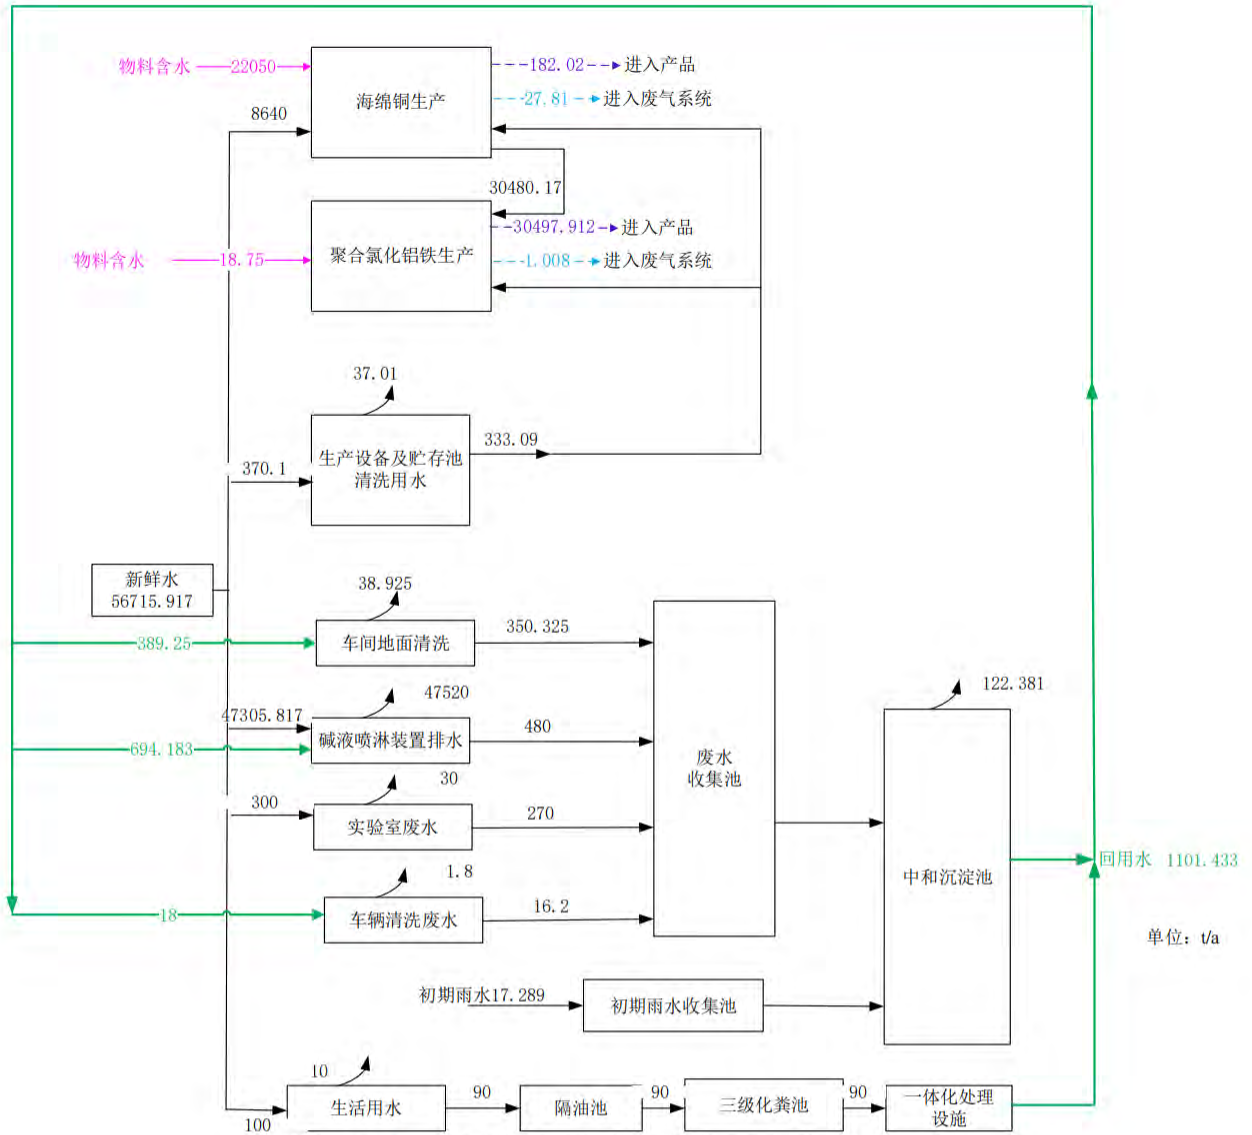 物料含水
22050
182.02
进入产品
27.81
进入废气系统
海绵铜生产
8640
30480.17
30497.912
进入产品
聚合氯化铝铁生产
物料含水
18.75
1.008
进入废气系统
37.01
333.09
生产设备及贮存池
清洗用水
370.1
新鲜水
56715.917
38.925
350.325
389.25
车间地面清洗
47520
122.381
47305.817
480
碱液喷淋装置排水
694.183
废水
收集池
30
300
270
实验室废水
回用水 1101.433
1.8
中和沉淀池
16.2
18
车辆清洗废水
单位：t/a
初期雨水17.289
初期雨水收集池
10
90
90
90
生活用水
隔油池
三级化粪池
一体化处理
设施
100